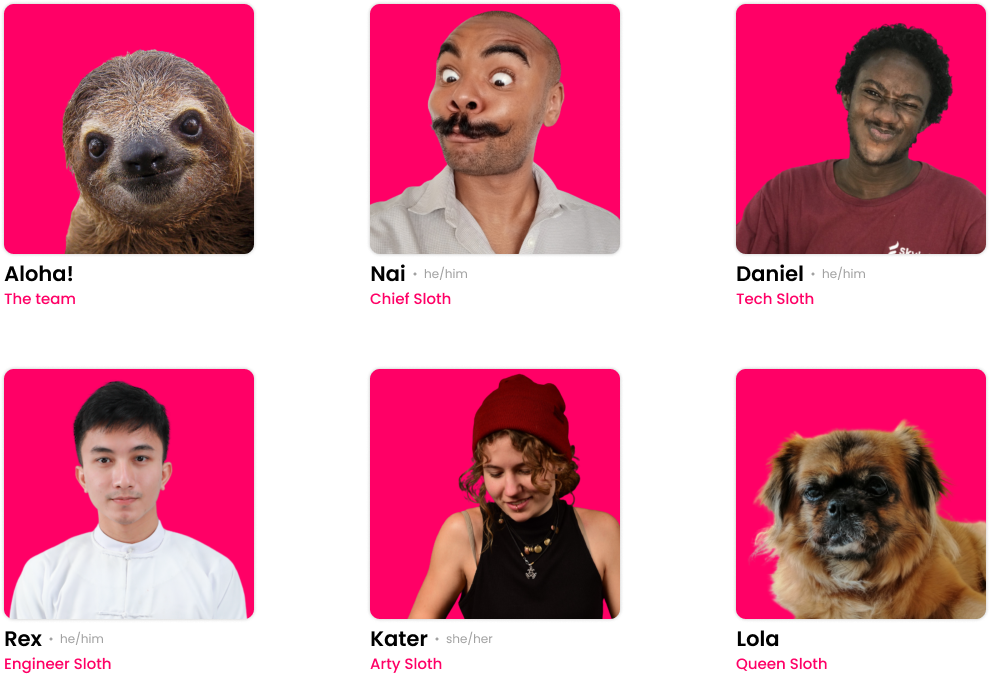 Aloha!
The team
Nai • he/him
Chief Sloth
Daniel • he/him
Tech Sloth
Rex • he/him
Engineer Sloth
Kater • she/her
Arty Sloth
Lola
Queen Sloth